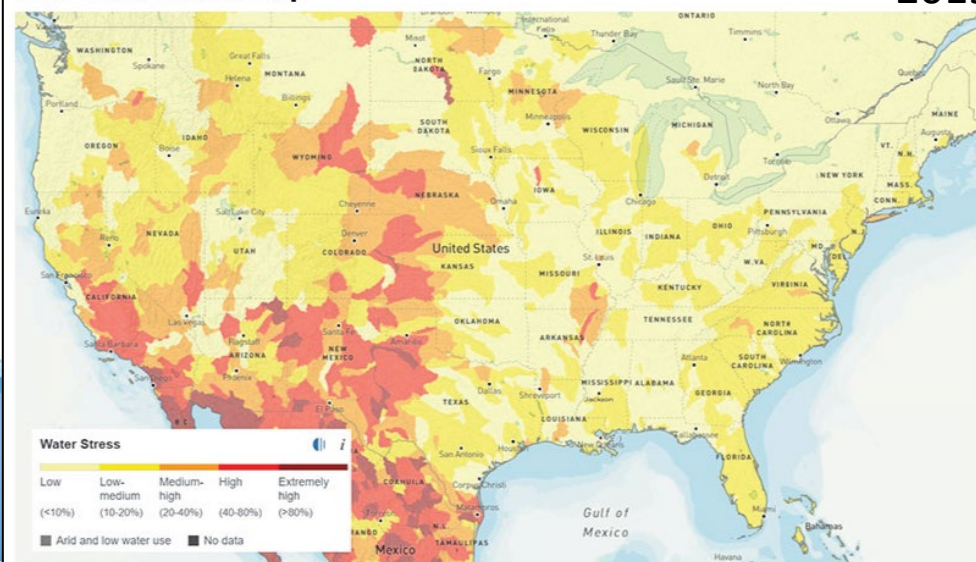 ONTARIO
International
Falls
Thunder Bay
Timmins
WASHINGTON
Spokane
Great Falls
Helena
MONTANA
Minot
NORTH
DAKOTA
Fargo
Sault Ste. Marie
North Bay
Quebec
Portland
Billings
MINNESOTA
Minneapolis
Ottawa
MAINE
OREGON
IDAHO
Boise
SOUTH
DAKOTA
WISCONSIN
MICHIGAN
Toronto
Augusta
VT.
N.H.
WYOMING
Sioux Falls
IOWA
Detroit
NEW YORK
MASS.
CONN.
Eureka
NEBRASKA
Omaha
Chicago
Salt Lake City
Cheyenne
PENNSYLVANIA
Pittsburgh
N.J.
Reno
NEVADA
UTAH
Denver
COLORADO
United States
KANSAS
ILLINOIS
INDIANA
OHIO
MD.
DEL.
San Francisco
St. Louis
MISSOURI
W.VA.
VIRGINIA
KENTUCKY
CALIFORNIA
Las Vegas
Santa Fe
OKLAHOMA
TENNESSEE
NORTH
CAROLINA
Santa Barbara
Flagstaff
ARIZONA
NEW
MEXICO
Amarillo
ARKANSAS
Atlanta
SOUTH
CAROLINA
Wilmington
San Diego
Phoenix
Dallas
Shreveport
MISSISSIPPI
ALABAMA
GEORGIA
El Paso
TEXAS
Jackson
LOUISIANA
B.C.
San Antonio
Houston
New Orleans
Tallahassee
FLORIDA
COAHUILA
Corpus Christi
Matamoros
Gulf of
Mexico
Miami
Bahamas
N.L.
TAMAULIPAS
Mexico
Havana
Water Stress
i
Low
Low-
medium
Medium-
high
High
Extremely
high
(<10%)
(10-20%)
(20-40%)
(40-80%)
(>80%)
Arid and low water use
No data